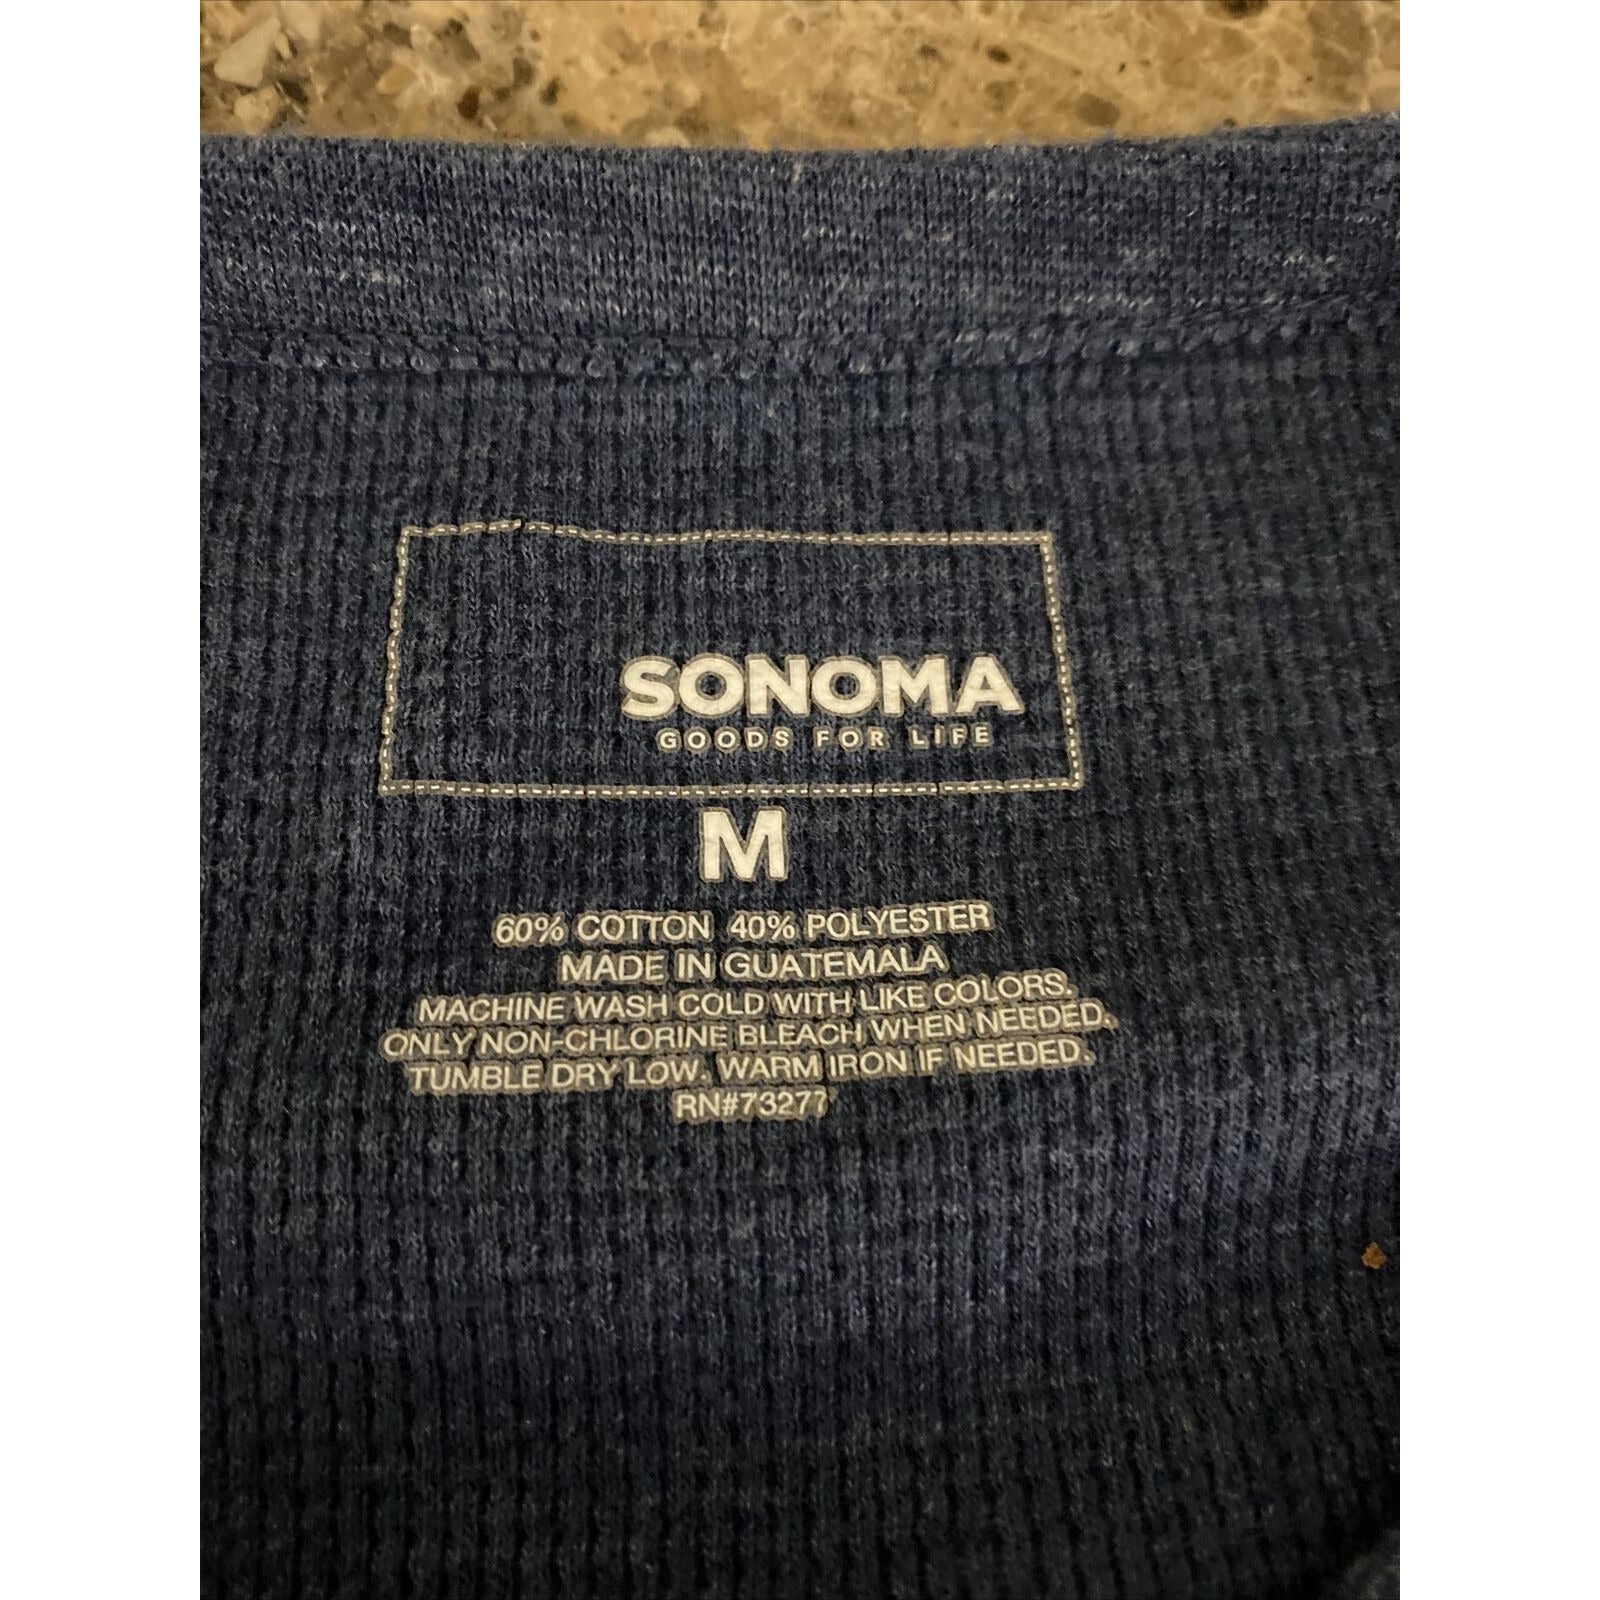 SONOMA
GOODS FOR LIFE
M
60% COTTON 40% POLYESTER
MADE IN GUATEMALA
MACHINE WASH COLD WITH LIKE COLORS.
ONLY NON-CHLORINE BLEACH WHEN NEEDED.
TUMBLE DRY LOW. WARM IRON IF NEEDED.
RN#73277